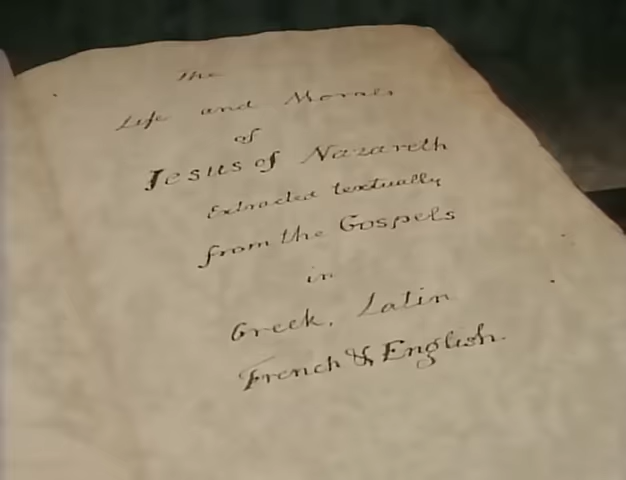 The
Life and Morals
of
Jesus of Nazareth
Extracted textually
from the Gospels
in
Greek, Latin
French & English.